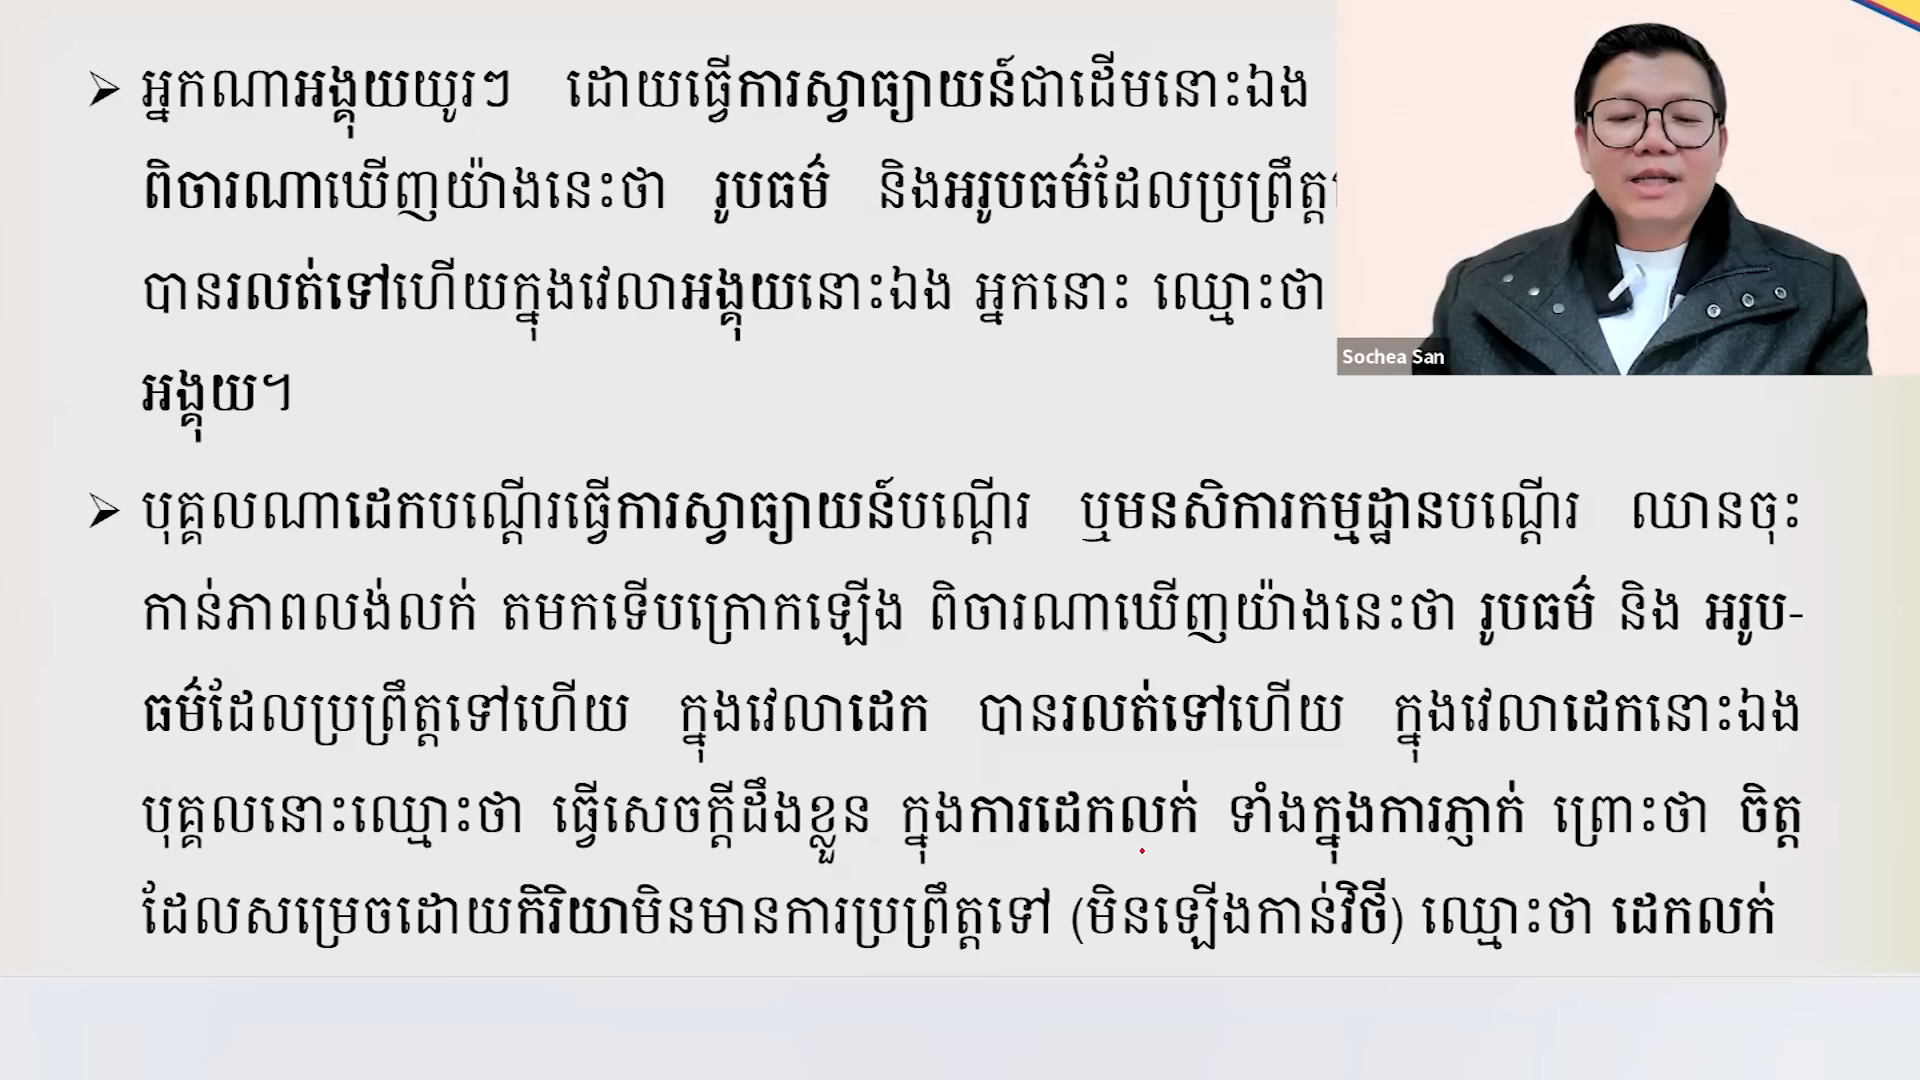 អ្នកណាអង្គុយយូរៗ ដោយធ្វើការស្វាធ្យាយន៍ជាដើមនោះឯង
ពិចារណាឃើញយ៉ាងនេះថា រូបធម៌ និងអរូបធម៌ដែលប្រព្រឹត្ត
បានរលត់ទៅហើយក្នុងវេលាអង្គុយនោះឯង អ្នកនោះ ឈ្មោះថា
អង្គុយ។
បុគ្គលណាដេកបណ្ដើរធ្វើការស្វាធ្យាយន៍បណ្ដើរ ឬមនសិការកម្មដ្ឋានបណ្ដើរ ឈានចុះ
កាន់ភាពលង់លក់ តមកទើបក្រោកឡើង ពិចារណាឃើញយ៉ាងនេះថា រូបធម៌ និង អរូប-
ធម៌ដែលប្រព្រឹត្តទៅហើយ ក្នុងវេលាដេក បានរលត់ទៅហើយ ក្នុងវេលាដេកនោះឯង
បុគ្គលនោះឈ្មោះថា ធ្វើសេចក្ដីដឹងខ្លួន ក្នុងការដេកលក់ ទាំងក្នុងការភ្ញាក់ ព្រោះថា ចិត្ត
ដែលសម្រេចដោយកិរិយាមិនមានការប្រព្រឹត្តទៅ (មិនឡើងកាន់វិថី) ឈ្មោះថា ដេកលក់
Sochea San